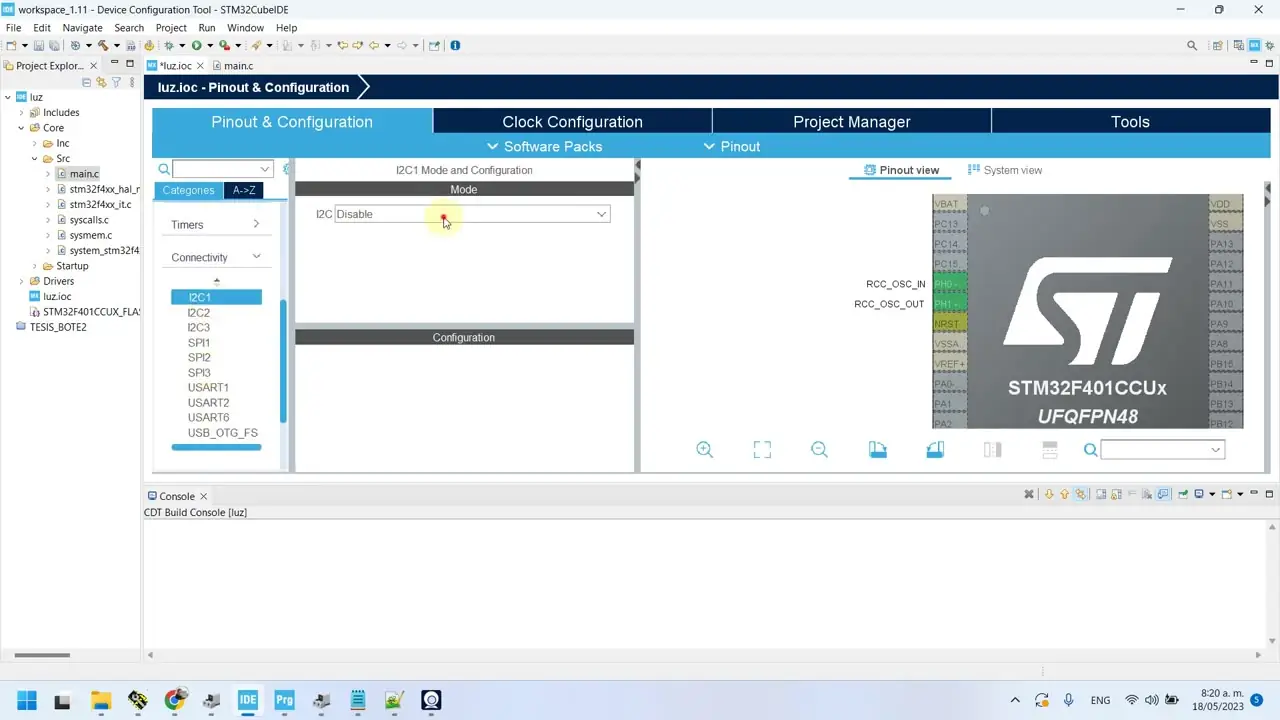 workspace_1.11 - Device Configuration Tool - STM32CubeIDE
File Edit Navigate Search Project Run Window Help
Project Explor...
*luz.ioc
main.c
luz.ioc - Pinout & Configuration
luz
Includes
Core
Inc
Src
main.c
stm32f4xx_hal_r
stm32f4xx_it.c
syscalls.c
sysmem.c
system_stm32f4
Startup
Drivers
luz.ioc
STM32F401CCUX_FLA
TESIS_BOTE2
Pinout & Configuration
Clock Configuration
Project Manager
Tools
Software Packs
Pinout
Categories
A->Z
Timers
Connectivity
I2C1
I2C2
I2C3
SPI1
SPI2
SPI3
USART1
USART2
USART6
USB_OTG_FS
I2C1 Mode and Configuration
Mode
I2C Disable
Configuration
Pinout view
System view
RCC_OSC_IN
RCC_OSC_OUT
VBAT
PC13
PC14
PC15
PH0-
PH1-
NRST
VSSA
VREF+
PA0-
PA1
PA2
STM32F401CCUx
UFQFPN48
VDD
VSS
PA13
PA12
PA11
PA10
PA9
PA8
PB15
PB14
PB13
PB12
Console
CDT Build Console [luz]
IDE
Prg
ENG
8:20 a. m.
18/05/2023
5